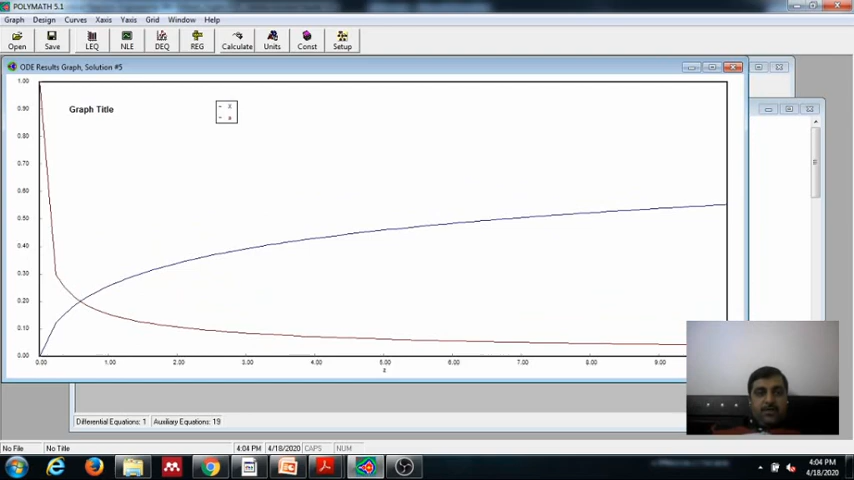 POLYMATH 5.1
Graph Design Curves Xaxis Yaxis Grid Window Help
Open Save LEQ NLE DEQ REG Calculate Units Const Setup
ODE Results Graph, Solution #5
1.00
Graph Title
- X
- a
0.90
0.80
0.70
0.60
0.50
0.40
0.30
0.20
0.10
0.00
0.00 1.00 2.00 3.00 4.00 5.00 6.00 7.00 8.00 9.00
Differential Equations: 1 Auxiliary Equations: 19
No File No Title 4:04 PM 4/18/2020 CAPS NUM
4:04 PM
4/18/2020